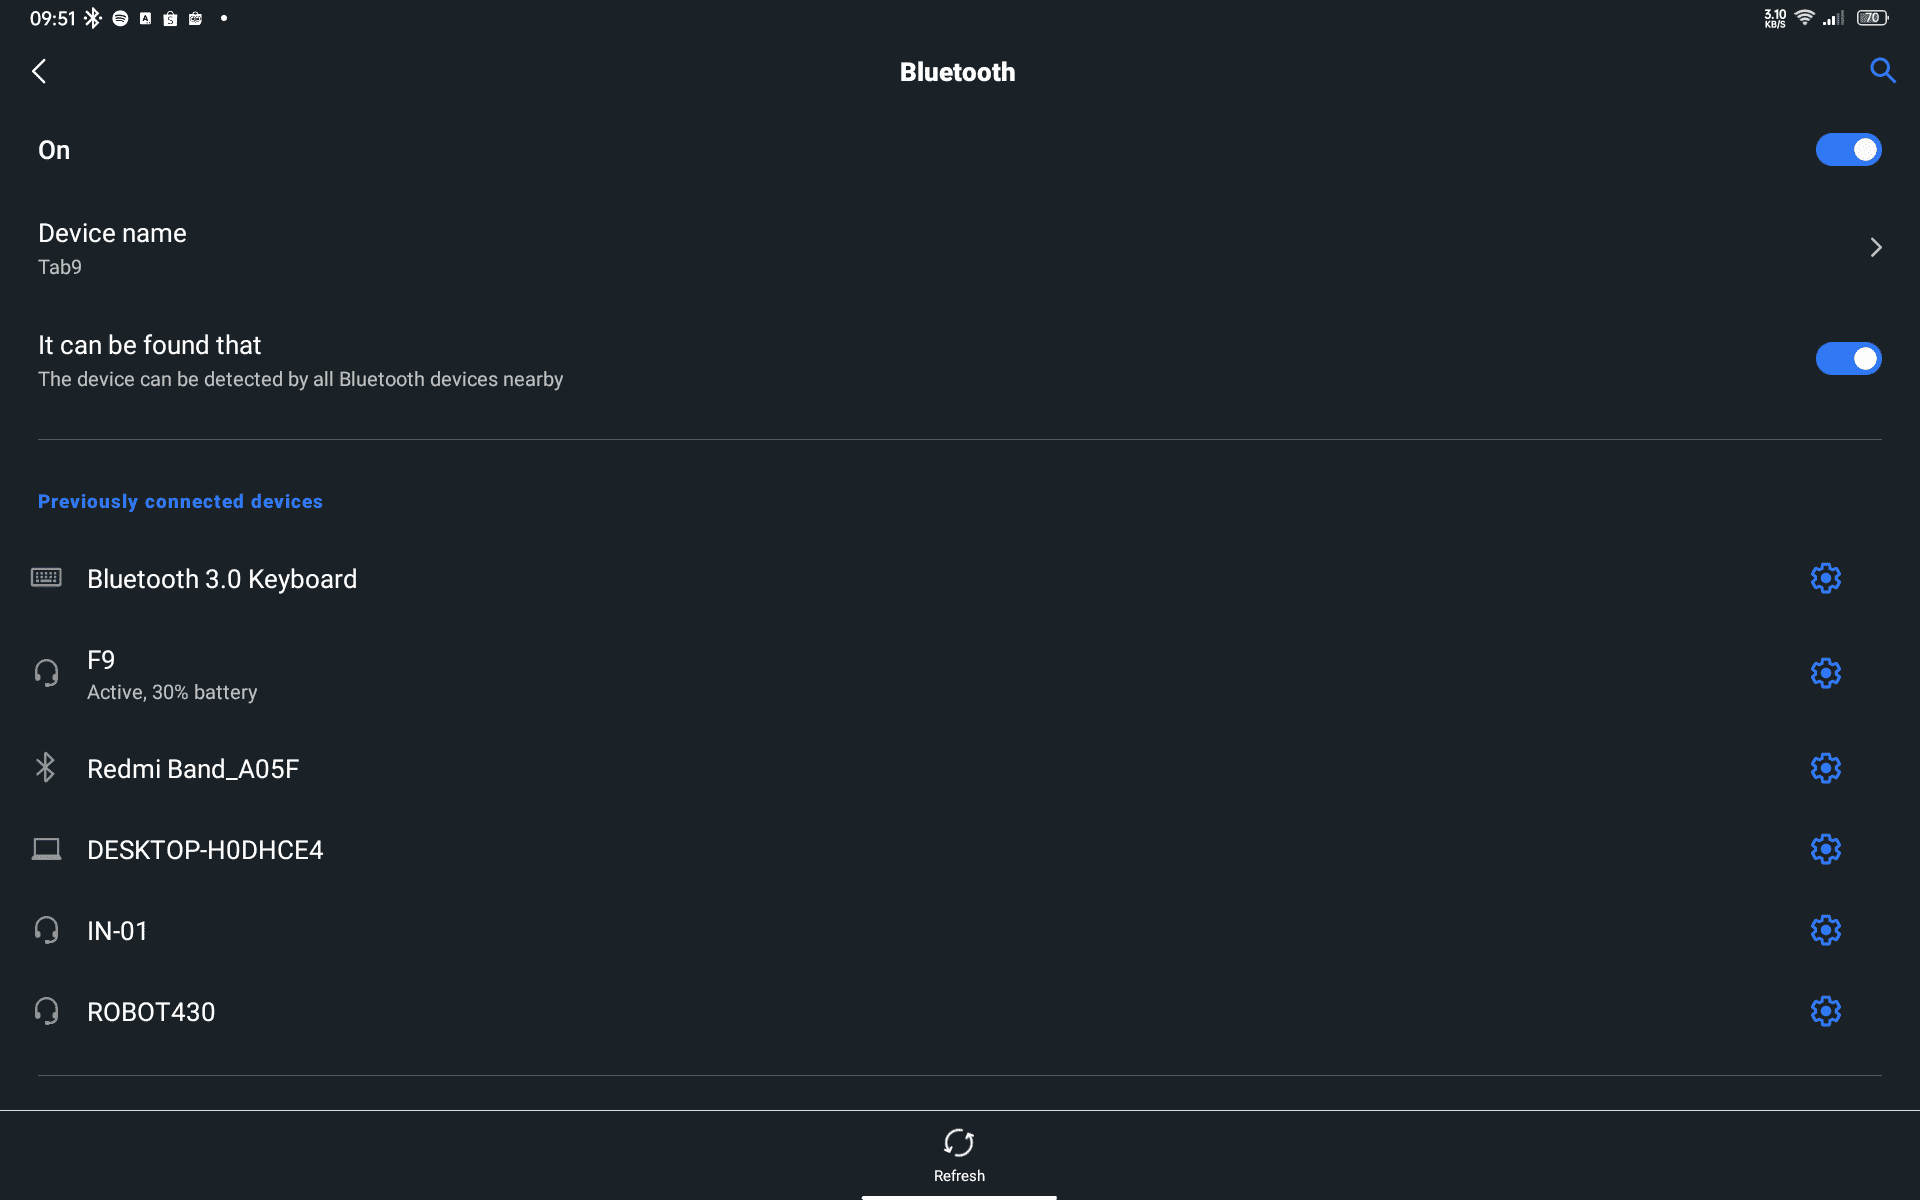 09:51
3.10
KB/S
70
Bluetooth
On
Device name
Tab9
It can be found that
The device can be detected by all Bluetooth devices nearby
Previously connected devices
Bluetooth 3.0 Keyboard
F9
Active, 30% battery
Redmi Band_A05F
DESKTOP-H0DHCE4
IN-01
ROBOT430
Refresh